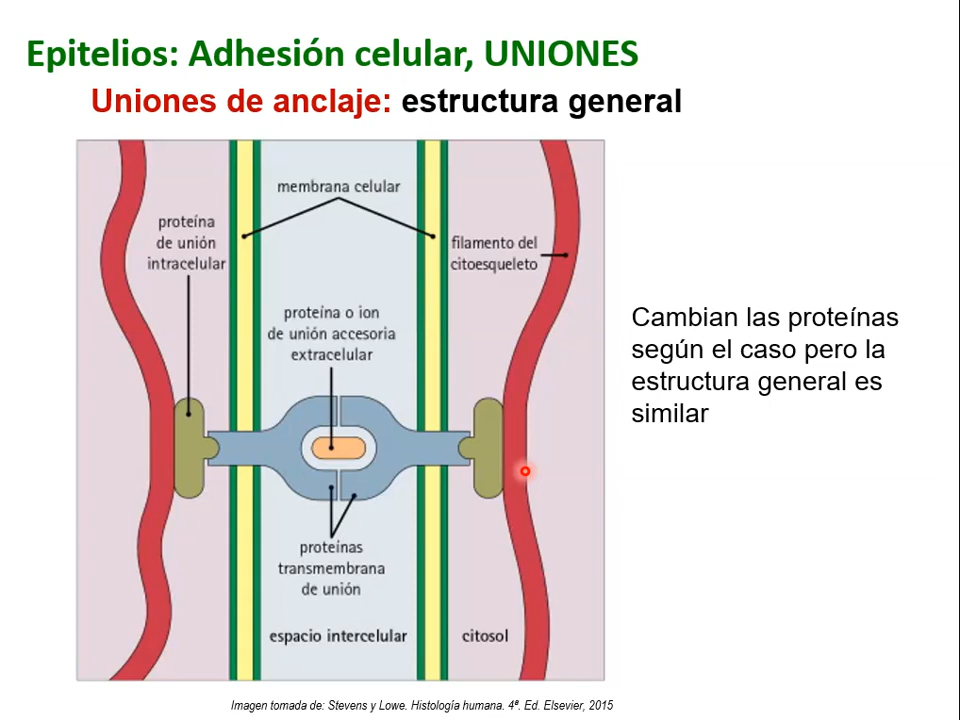 Epitelios: Adhesión celular, UNIONES
Uniones de anclaje: estructura general
membrana celular
proteína
de unión
intracelular
filamento del
citoesqueleto
proteína o ion
de unión accesoria
extracelular
Cambian las proteínas
según el caso pero la
estructura general es
similar
proteínas
transmembrana
de unión
espacio intercelular
citosol
Imagen tomada de: Stevens y Lowe. Histología humana. 4ª. Ed. Elsevier, 2015